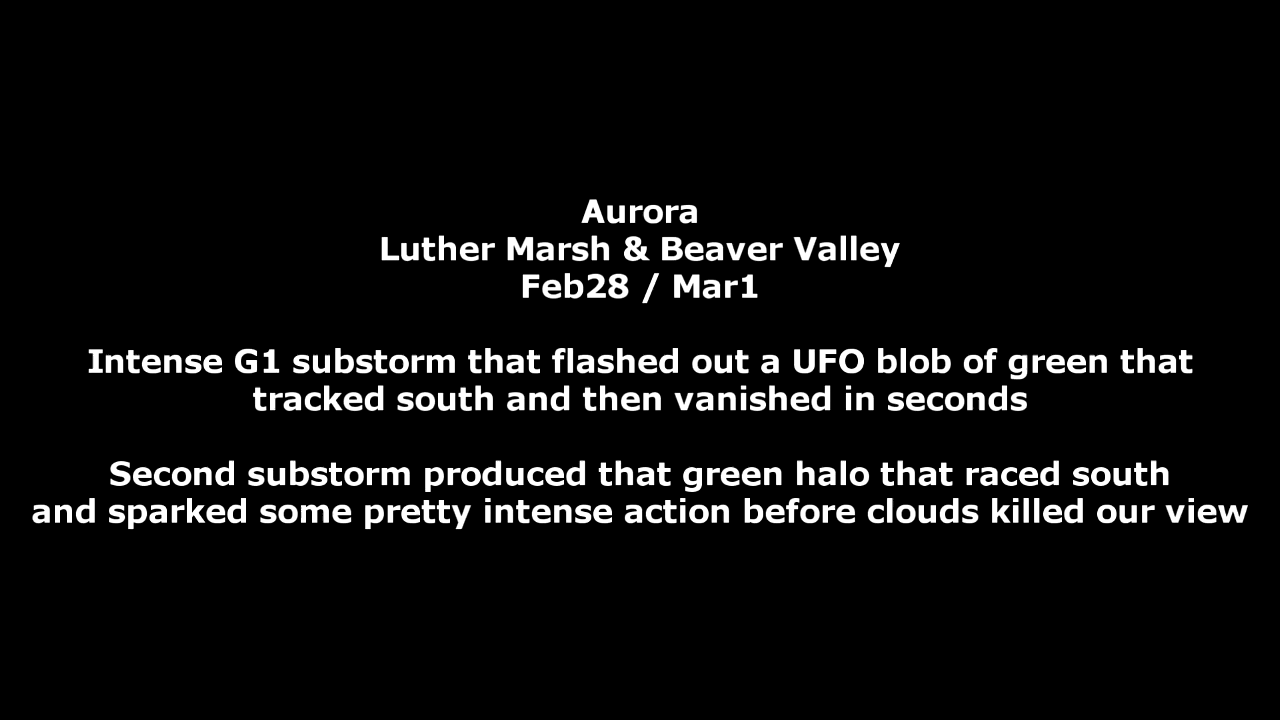 Aurora
Luther Marsh & Beaver Valley
Feb28 / Mar1
Intense G1 substorm that flashed out a UFO blob of green that
tracked south and then vanished in seconds
Second substorm produced that green halo that raced south
and sparked some pretty intense action before clouds killed our view